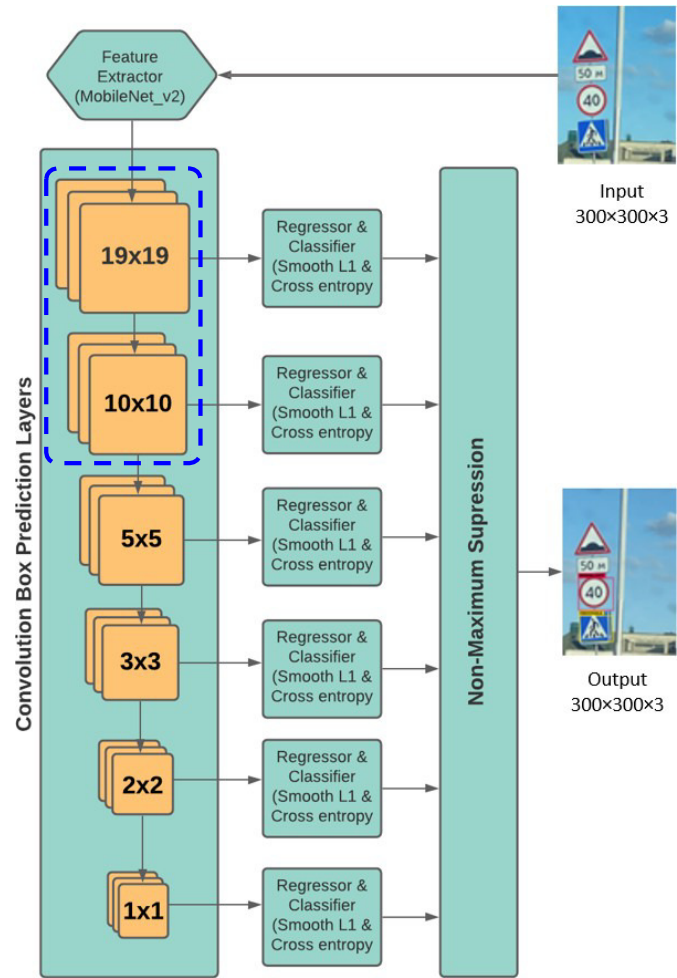 Feature
Extractor
(MobileNet_v2)
50 м
40
Input
300×300×3
Convolution Box Prediction Layers
19x19
Regressor &
Classifier
(Smooth L1 &
Cross entropy
10x10
Regressor &
Classifier
(Smooth L1 &
Cross entropy
5x5
Regressor &
Classifier
(Smooth L1 &
Cross entropy
3x3
Regressor &
Classifier
(Smooth L1 &
Cross entropy
2x2
Regressor &
Classifier
(Smooth L1 &
Cross entropy
1x1
Regressor &
Classifier
(Smooth L1 &
Cross entropy
Non-Maximum Supression
50 м
40
Output
300×300×3